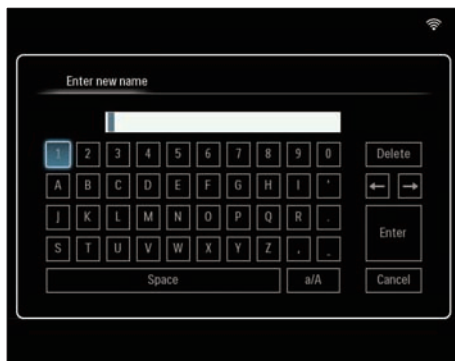 Enter new name
1 2 3 4 5 6 7 8 9 0 Delete
A B C D E F G H I ' ← →
J K L M N O P Q R . Enter
S T U V W X Y Z , _
Space a/A Cancel